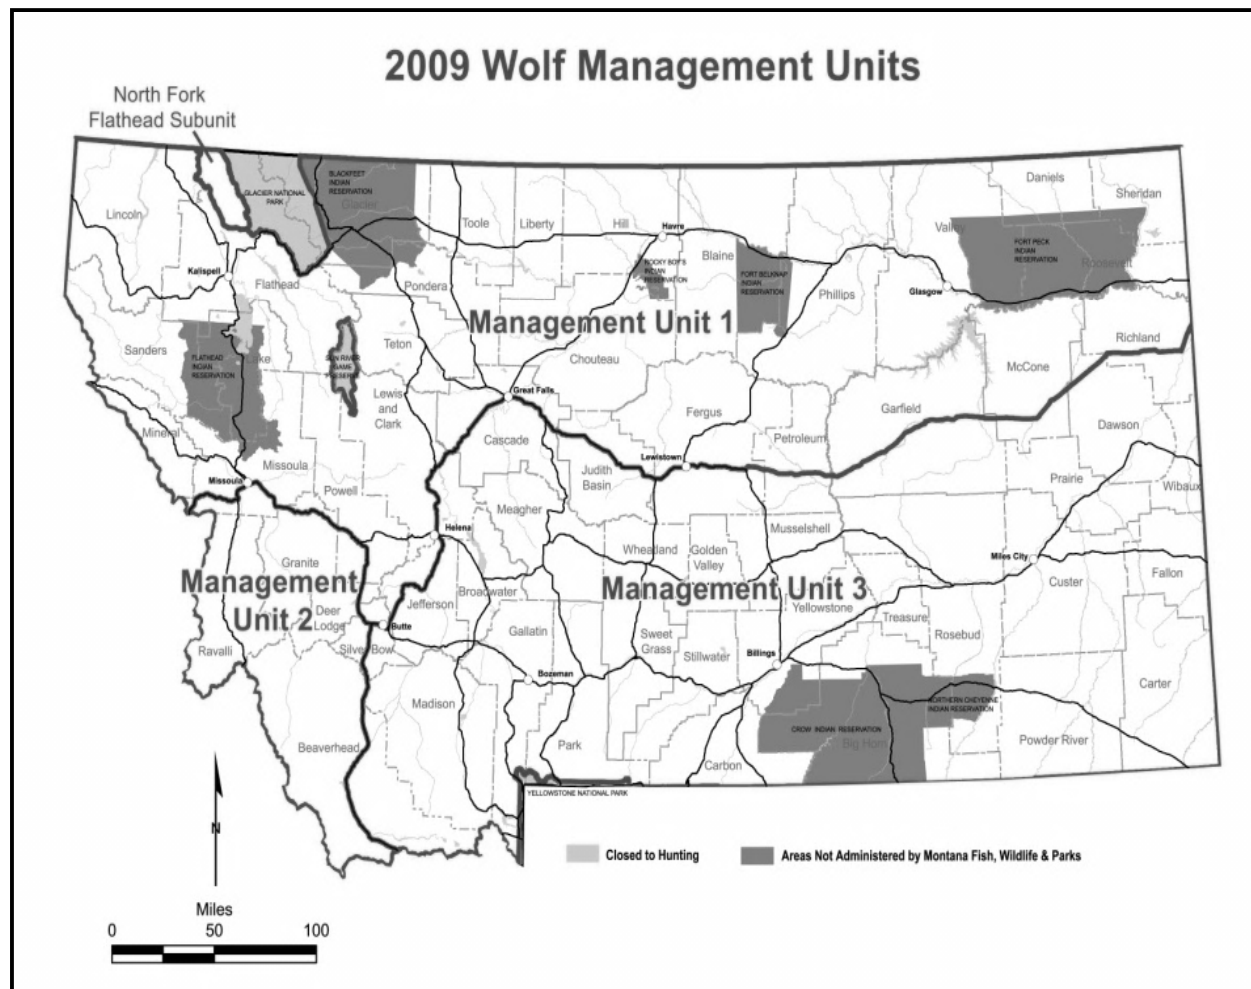 2009 Wolf Management Units
North Fork
Flathead Subunit
GLACIER NATIONAL
PARK
BLACKFEET
INDIAN
RESERVATION
Glacier
Lincoln
Toole
Liberty
Hill
Havre
Blaine
Daniels
Sheridan
Valley
FORT PECK
INDIAN
RESERVATION
Roosevelt
Kalispell
Flathead
Pondera
ROCKY BOY'S
INDIAN
RESERVATION
FORT BELKNAP
INDIAN
RESERVATION
Phillips
Glasgow
Management Unit 1
Sanders
FLATHEAD
INDIAN
RESERVATION
Lake
SUN RIVER
GAME
PRESERVE
Teton
Chouteau
Richland
McCone
Lewis
and
Clark
Great Falls
Fergus
Garfield
Mineral
Cascade
Petroleum
Dawson
Missoula
Missoula
Powell
Judith
Basin
Lewistown
Prairie
Wibaux
Meagher
Helena
Musselshell
Wheatland
Golden
Valley
Miles City
Granite
Management
Unit 2
Deer
Lodge
Jefferson
Broadwater
Management Unit 3
Custer
Fallon
Yellowstone
Treasure
Butte
Silver Bow
Gallatin
Sweet
Grass
Stillwater
Billings
Rosebud
Ravalli
Bozeman
Madison
Carter
NORTHERN CHEYENNE
INDIAN RESERVATION
CROW INDIAN RESERVATION
Big Horn
Powder River
Beaverhead
Park
Carbon
YELLOWSTONE NATIONAL PARK
N
Closed to Hunting
Areas Not Administered by Montana Fish, Wildlife & Parks
Miles
0 50 100